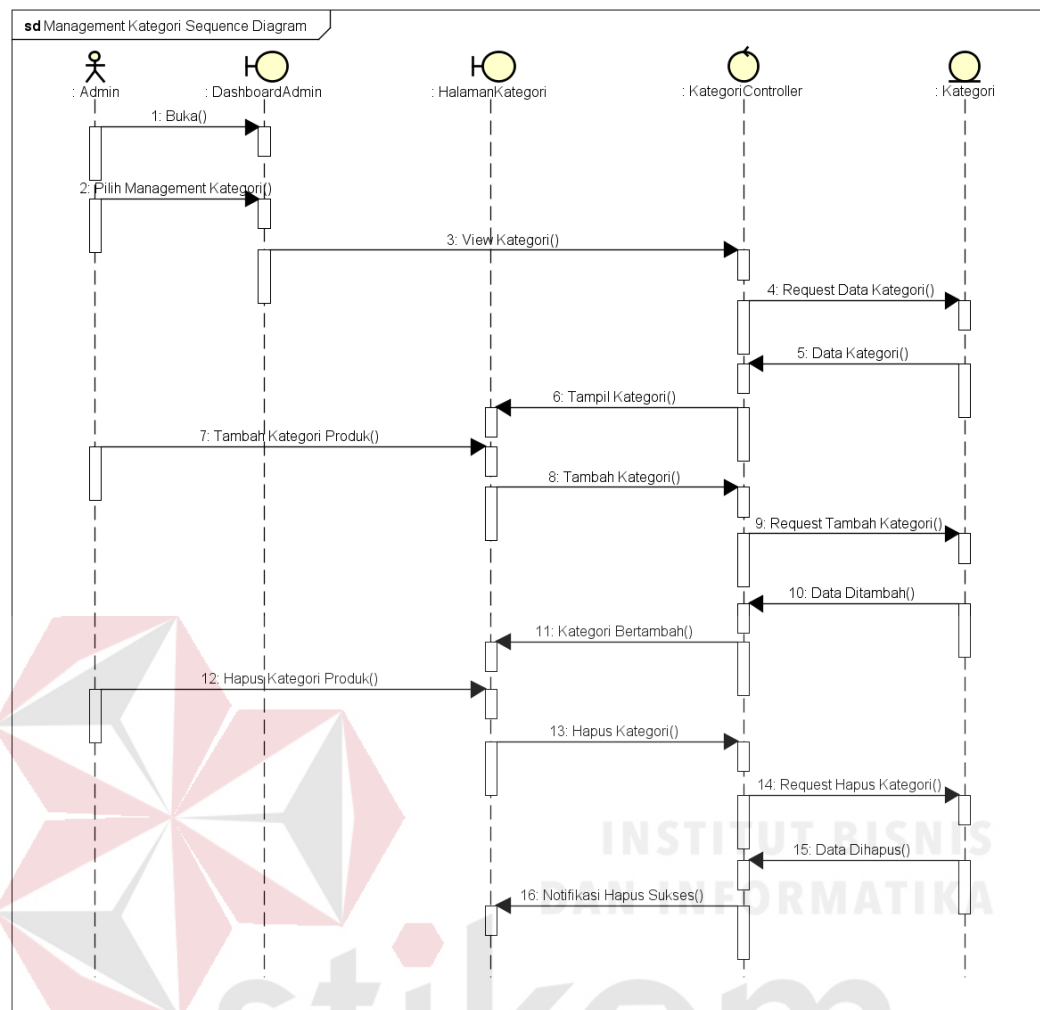 sd Management Kategori Sequence Diagram
: Admin
: DashboardAdmin
: HalamanKategori
: KategoriController
: Kategori
1: Buka()
2: Pilih Management Kategori()
3: View Kategori()
4: Request Data Kategori()
5: Data Kategori()
6: Tampil Kategori()
7: Tambah Kategori Produk()
8: Tambah Kategori()
9: Request Tambah Kategori()
10: Data Ditambah()
11: Kategori Bertambah()
12: Hapus Kategori Produk()
13: Hapus Kategori()
14: Request Hapus Kategori()
INSTITUT BISNIS
15: Data Dihapus()
16: Notifikasi Hapus Sukses()
DAN INFORMATIKA
stikom